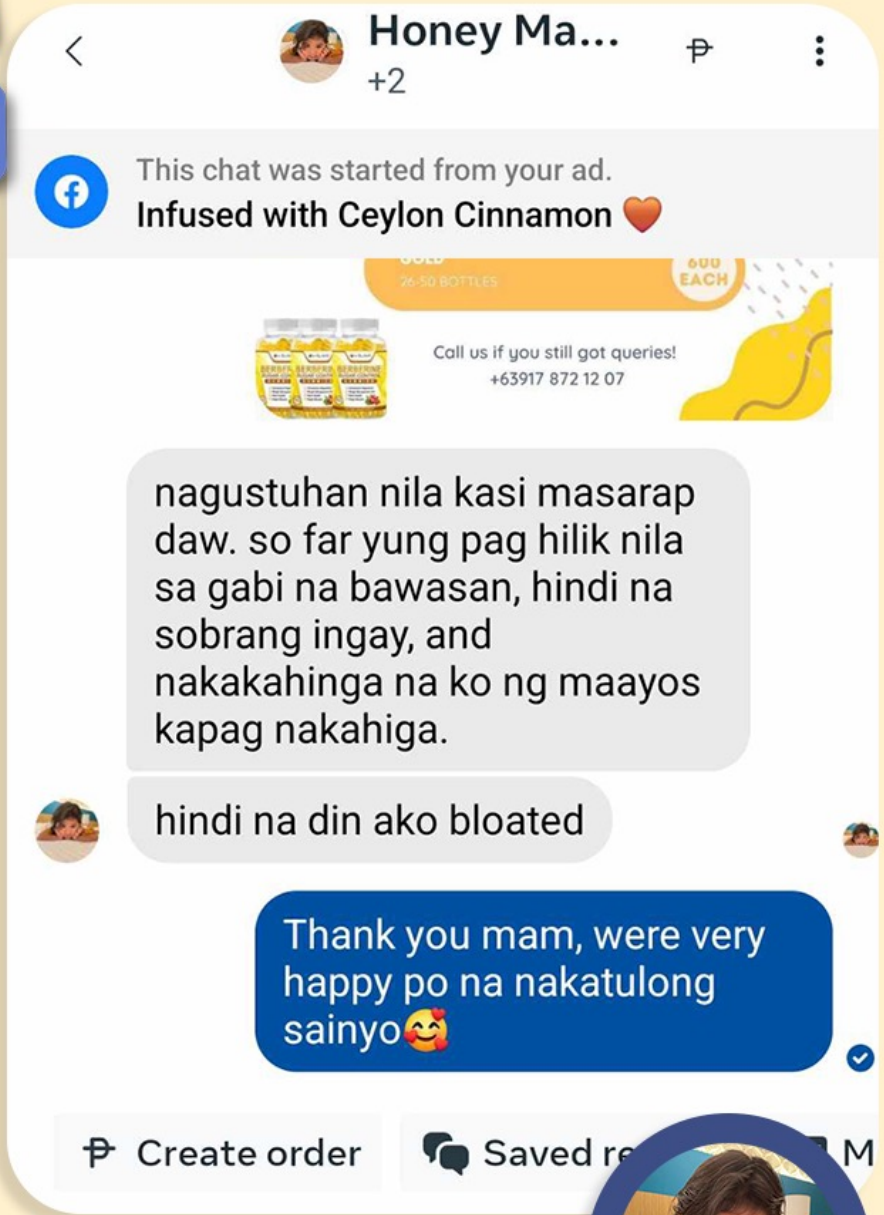 Honey Ma...
+2
This chat was started from your ad.
Infused with Ceylon Cinnamon ❤️
GOLD
26-50 BOTTLES
600
EACH
BERBERINE
Call us if you still got queries!
+63917 872 12 07
nagustuhan nila kasi masarap
daw. so far yung pag hilik nila
sa gabi na bawasan, hindi na
sobrang ingay, and
nakakahinga na ko ng maayos
kapag nakahiga.
hindi na din ako bloated
Thank you mam, were very
happy po na nakatulong
sainyo🥰
₱ Create order
Saved re
M